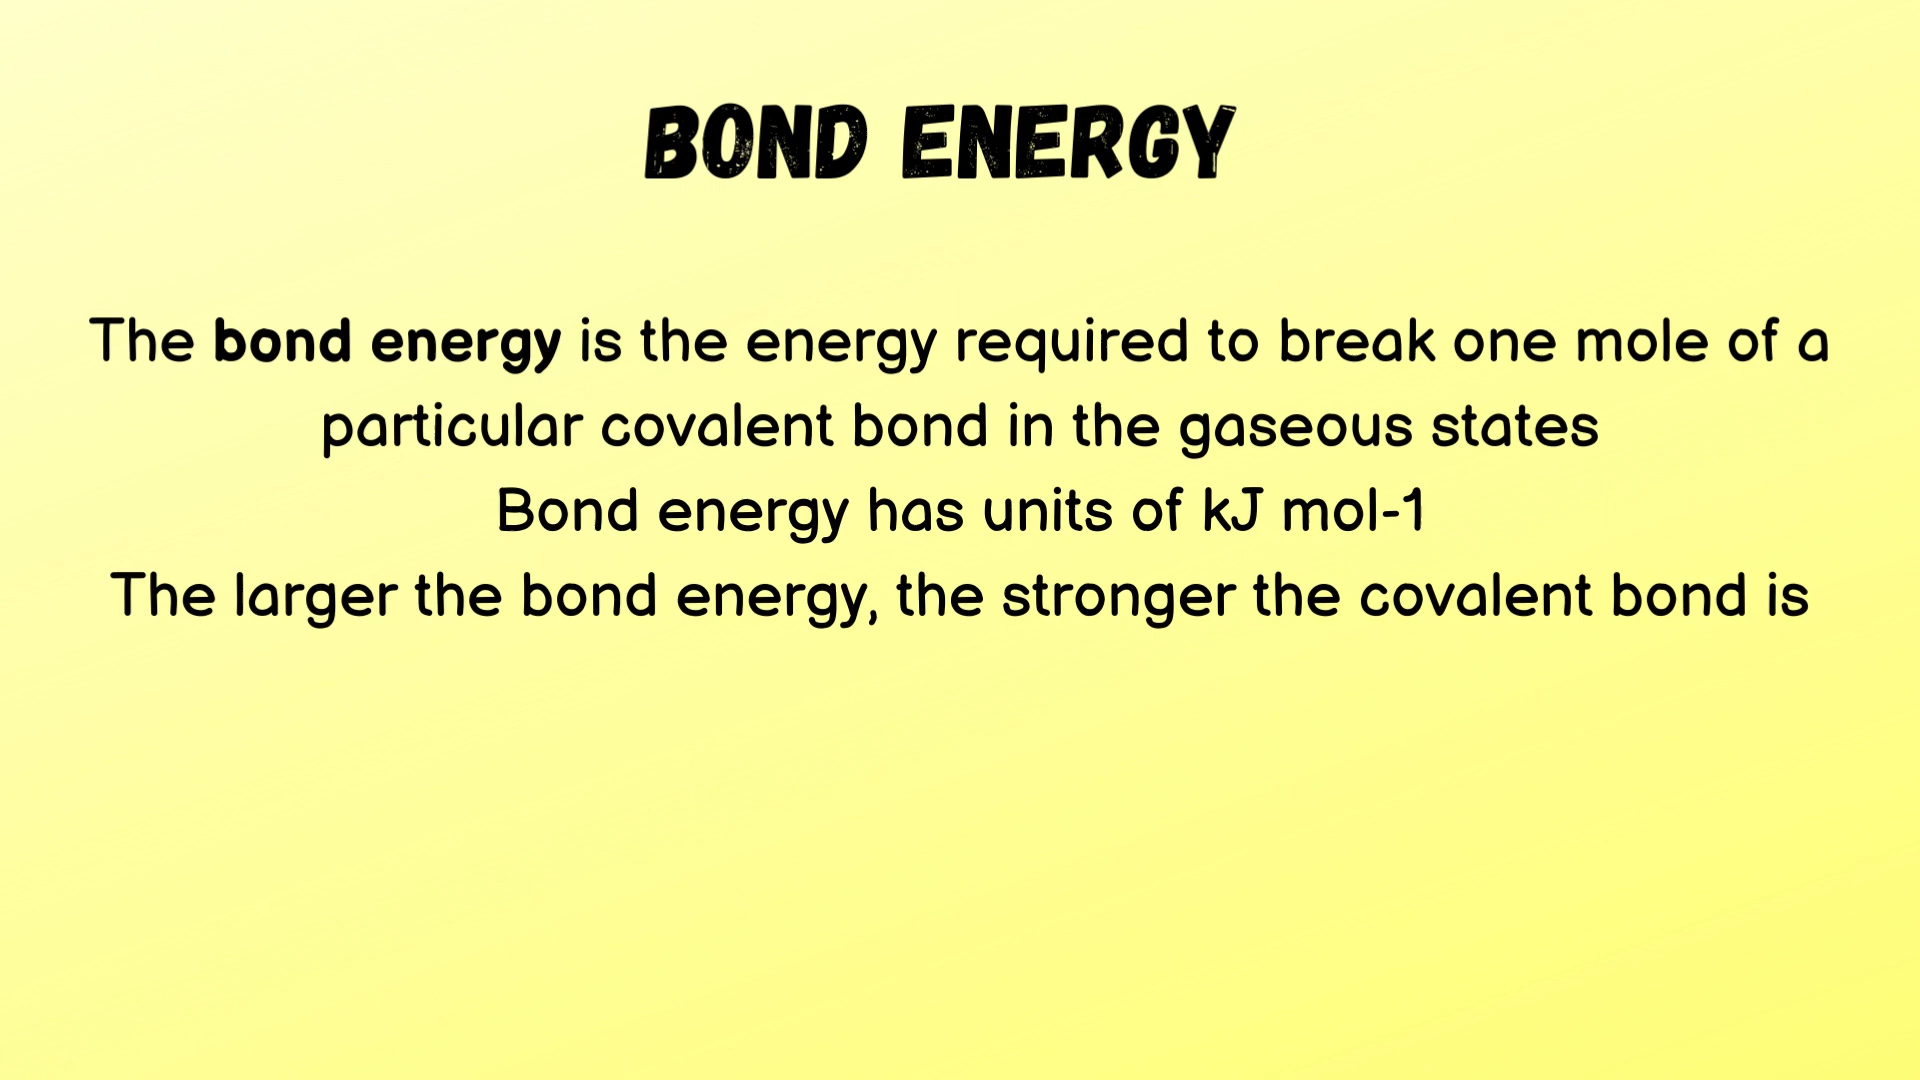 BOND ENERGY
The bond energy is the energy required to break one mole of a
particular covalent bond in the gaseous states
Bond energy has units of kJ mol-1
The larger the bond energy, the stronger the covalent bond is